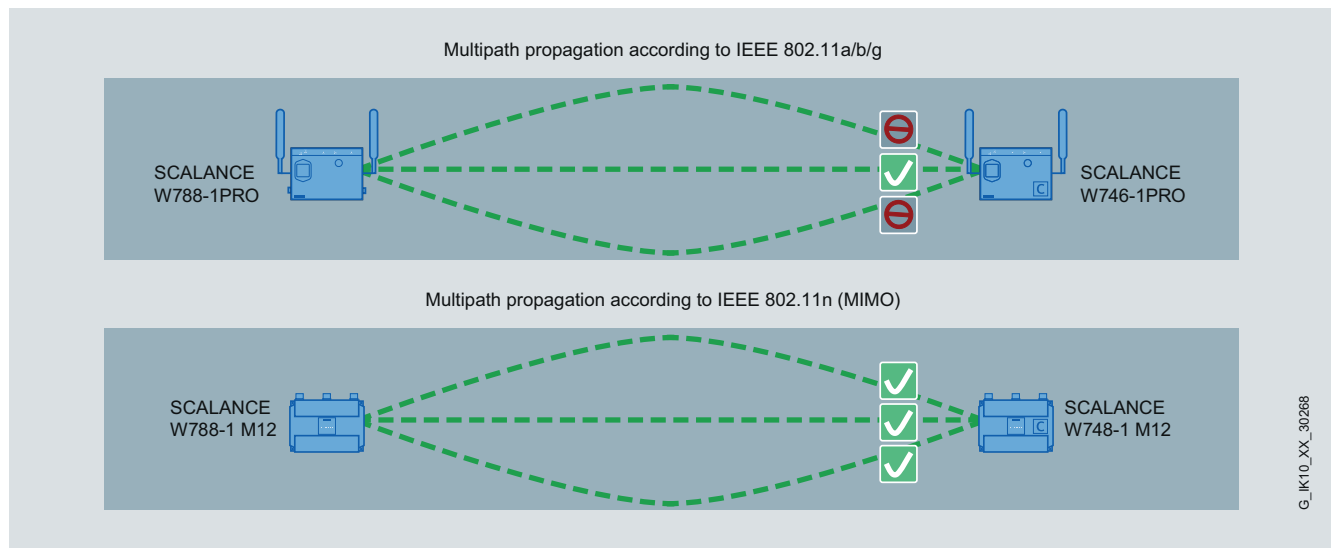 Multipath propagation according to IEEE 802.11a/b/g
SCALANCE
W788-1PRO
C
SCALANCE
W746-1PRO
Multipath propagation according to IEEE 802.11n (MIMO)
SCALANCE
W788-1 M12
C
SCALANCE
W748-1 M12
G_IK10_XX_30268